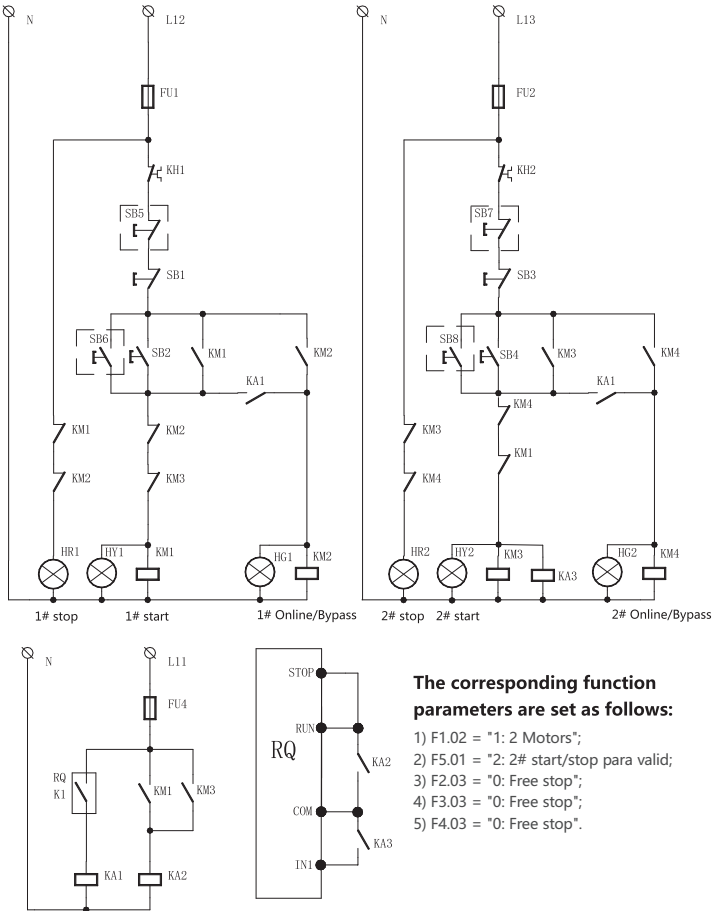 N
L12
N
L13
FU1
FU2
KH1
KH2
SB5
SB7
SB1
SB3
SB6
SB2
KM1
KM2
SB8
SB4
KM3
KM4
KA1
KA1
KM4
KM1
KM2
KM3
KM1
KM2
KM3
KM4
HR1
HY1
KM1
HG1
KM2
HR2
HY2
KM3
KA3
HG2
KM4
1# stop
1# start
1# Online/Bypass
2# stop
2# start
2# Online/Bypass
N
L11
FU4
RQ
K1
KM1
KM3
KA1
KA2
STOP
RUN
RQ
KA2
COM
KA3
IN1
The corresponding function
parameters are set as follows:
1) F1.02 = "1: 2 Motors";
2) F5.01 = "2: 2# start/stop para valid;
3) F2.03 = "0: Free stop";
4) F3.03 = "0: Free stop";
5) F4.03 = "0: Free stop".